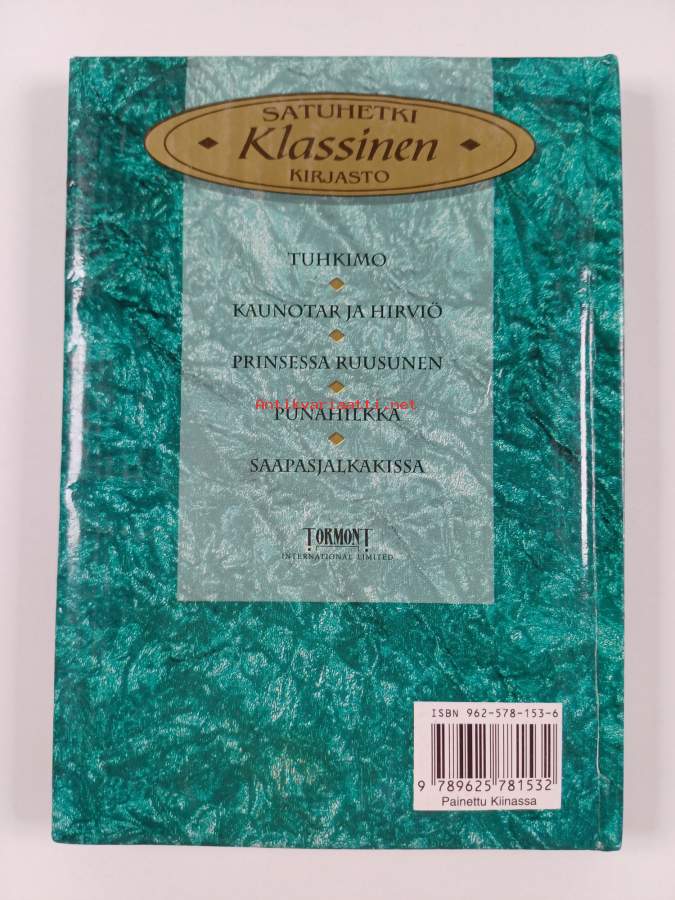 SATUHETKI
Klassinen
KIRJASTO
TUHKIMO
KAUNOTAR JA HIRVIÖ
PRINSESSA RUUSUNEN
Antikvariaatti.net
PUNAHILKKA
SAAPASJALKAKISSA
TORMONT
INTERNATIONAL LIMITED
ISBN 962-578-153-6
9 789625 781532
Painettu Kiinassa